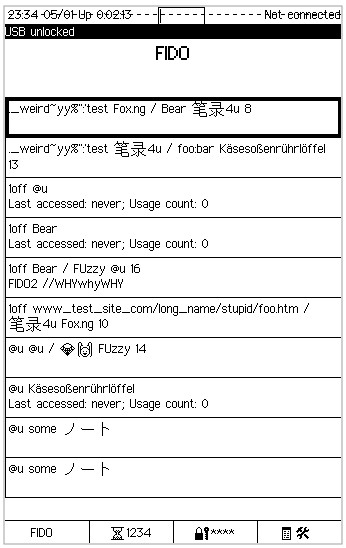 23:34 05/01 Up 0:02:13 Not connected
USB unlocked
FIDO
._weird~yy%":'test Fox.ng / Bear 笔录4u 8
._weird~yy%":'test 笔录4u / foo:bar Käsesoßenrührlöffel
13
1off @u
Last accessed: never; Usage count: 0
1off Bear
Last accessed: never; Usage count: 0
1off Bear / FUzzy @u 16
FIDO2 //WHYwhyWHY
1off www_test_site_com/long_name/stupid/foo.htm /
笔录4u Fox.ng 10
@u @u / 💎🙌 FUzzy 14
@u Käsesoßenrührlöffel
Last accessed: never; Usage count: 0
@u some ノート
@u some ノート
FIDO 1234 ****